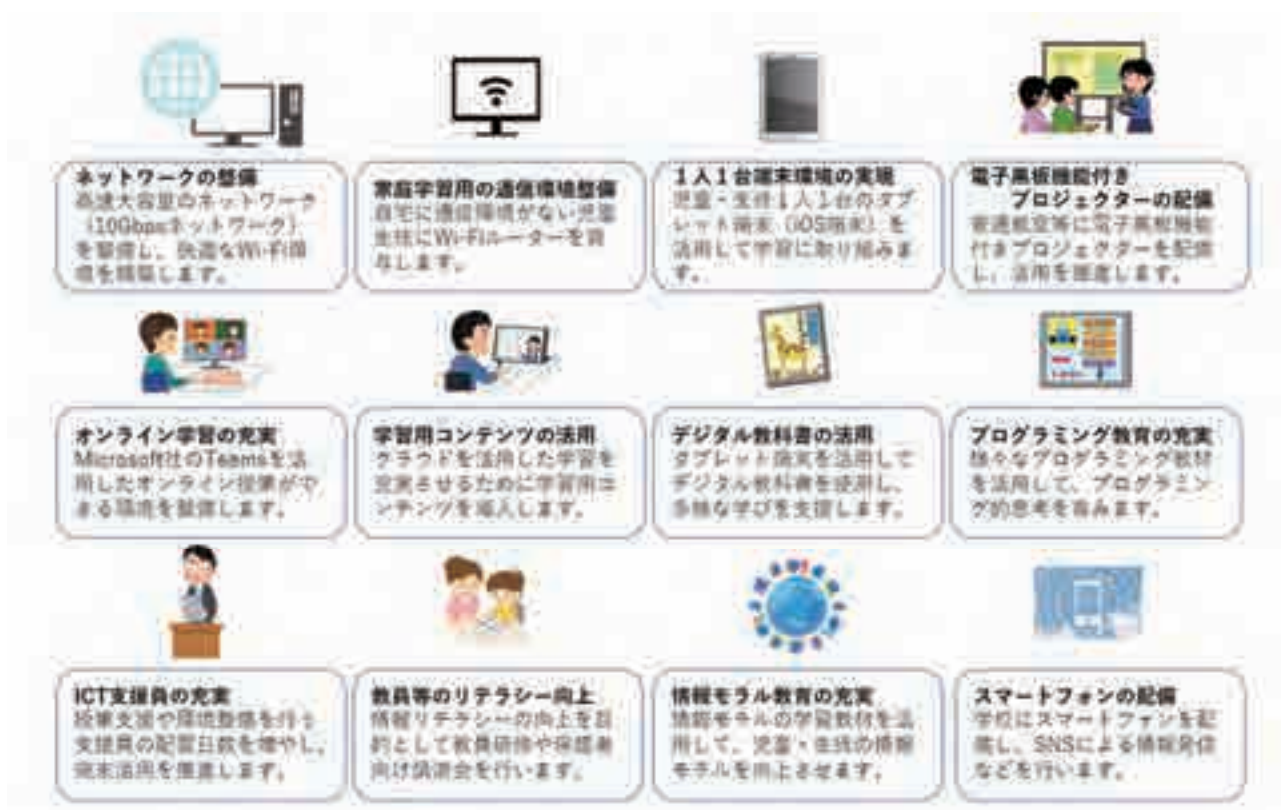 ネットワークの整備
高速大容量のネットワーク
（10Gbpsネットワーク）
を整備し、快適なWi-Fi環
境を構築します。
家庭学習用の通信環境整備
自宅に通信環境がない児童
生徒にWi-Fiルーターを貸
与します。
1人1台端末環境の実現
児童・生徒1人1台のタブ
レット端末（iOS端末）を
活用して学習に取り組みま
す。
電子黒板機能付き
プロジェクターの配備
普通教室等に電子黒板機能
付きプロジェクターを配備
し、活用を推進します。
オンライン学習の充実
Microsoft社のTeamsを活
用したオンライン授業がで
きる環境を整備します。
学習用コンテンツの活用
クラウドを活用した学習を
充実させるために学習用コ
ンテンツを導入します。
デジタル教科書の活用
タブレット端末を活用して
デジタル教科書を使用し、
多様な学びを支援します。
プログラミング教育の充実
様々なプログラミング教材
を活用して、プログラミン
グ的思考を育みます。
ICT支援員の充実
授業支援や環境整備を行う
支援員の配置日数を増やし、
端末活用を推進します。
教員等のリテラシー向上
情報リテラシーの向上を目
的として教員研修や保護者
向け講演会を行います。
情報モラル教育の充実
情報モラルの学習教材を活
用して、児童・生徒の情報
モラルを向上させます。
スマートフォンの配備
学校にスマートフォンを配
備し、SNSによる情報発信
などを行います。